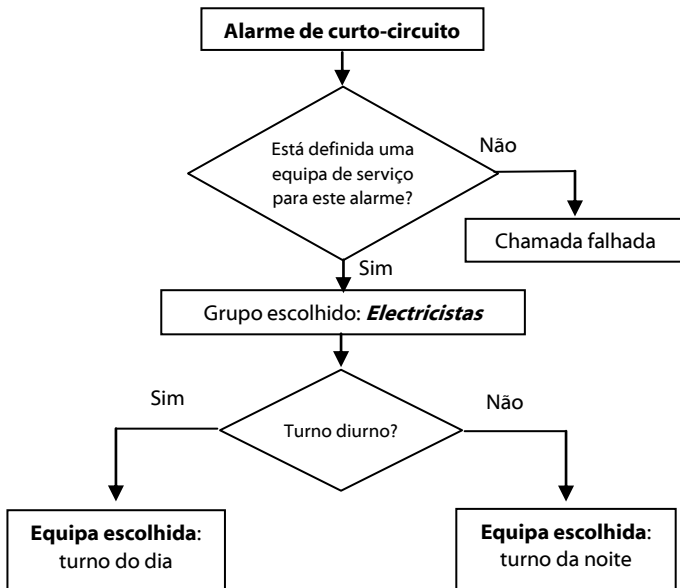 Alarme de curto-circuito
Não
Está definida uma
equipa de serviço
para este alarme?
Chamada falhada
Sim
Grupo escolhido: Electricistas
Sim
Não
Turno diurno?
Equipa escolhida:
turno do dia
Equipa escolhida:
turno da noite